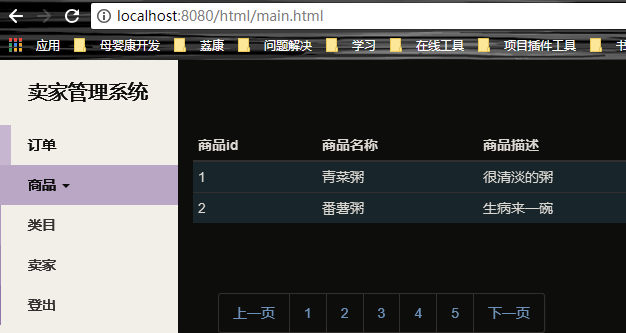 localhost:8080/html/main.html
应用 母婴康开发 荔康 问题解决 学习 在线工具 项目插件工具 书
卖家管理系统
订单
商品
类目
卖家
登出
商品id 商品名称 商品描述
1 青菜粥 很清淡的粥
2 番薯粥 生病来一碗
上一页 1 2 3 4 5 下一页